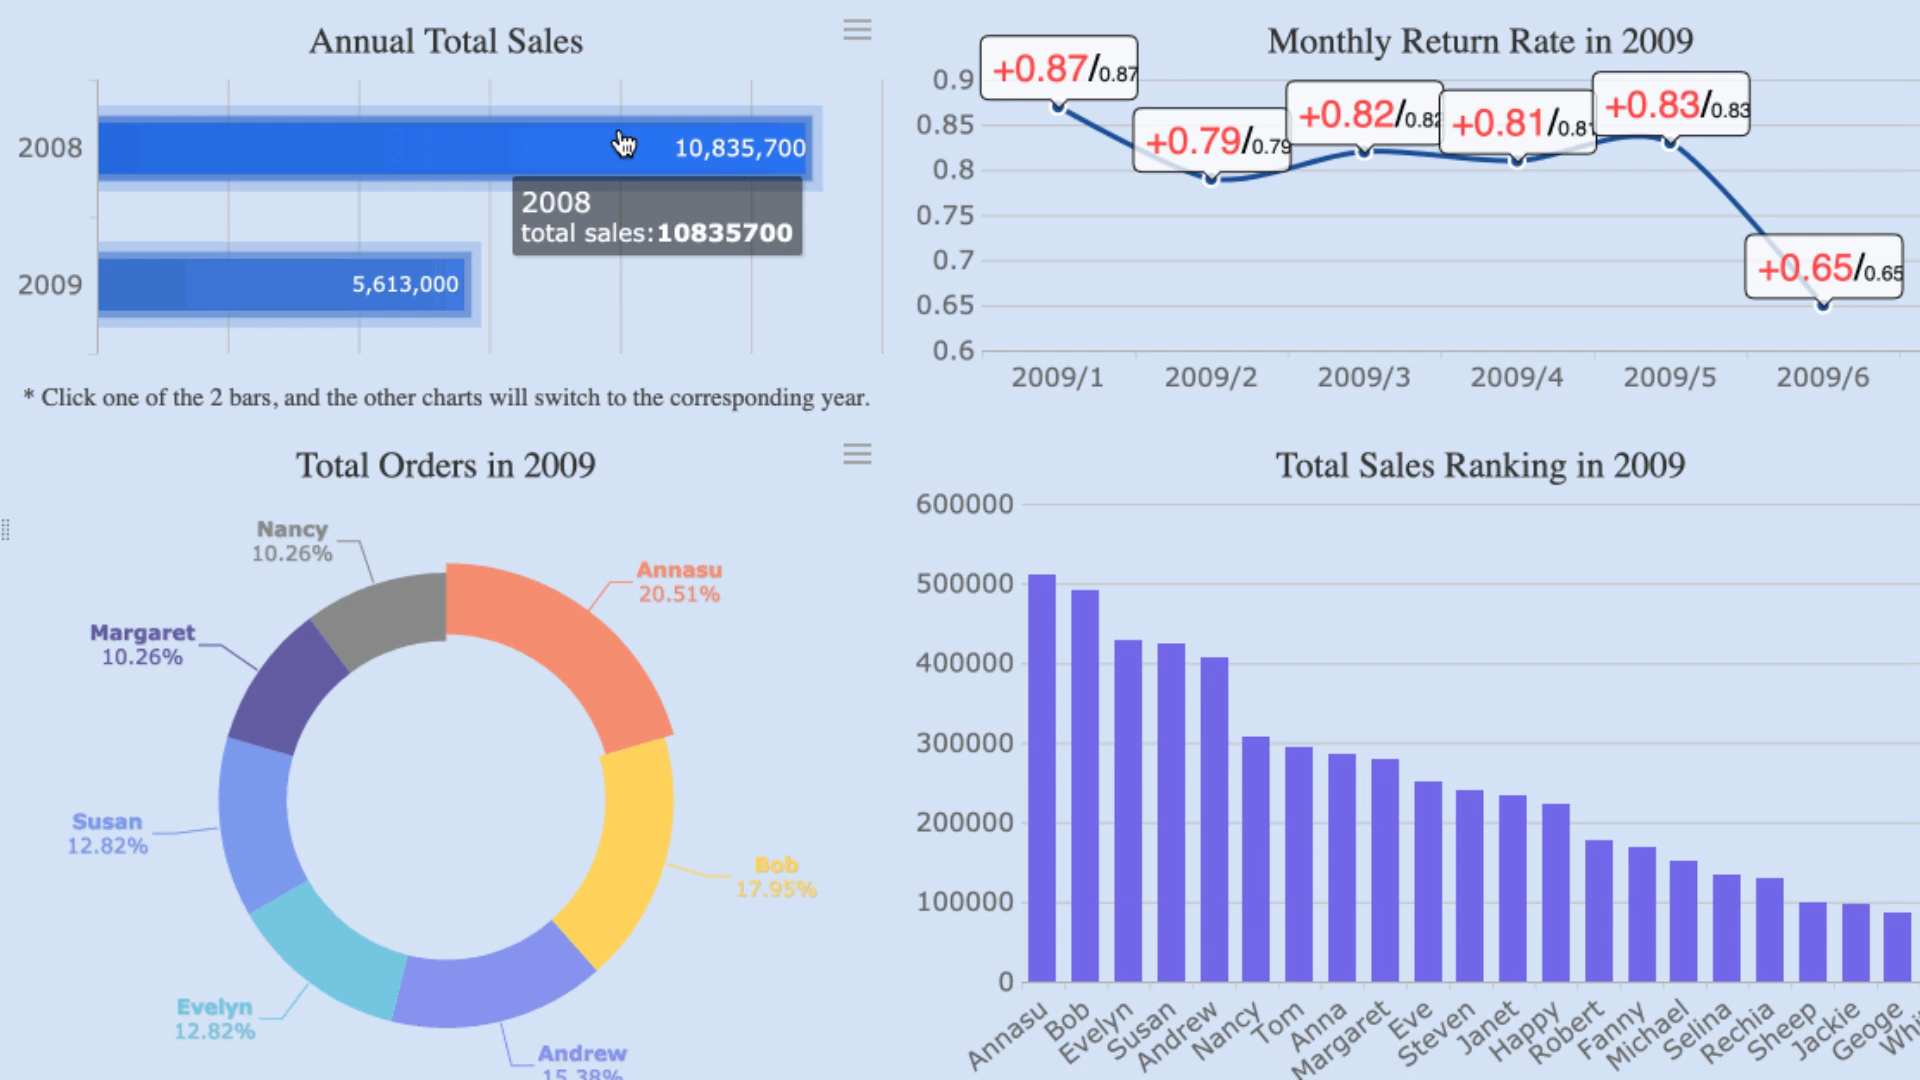 Annual Total Sales
2008
10,835,700
2008
total sales:10835700
2009
5,613,000
* Click one of the 2 bars, and the other charts will switch to the corresponding year.
Monthly Return Rate in 2009
0.9
0.85
0.8
0.75
0.7
0.65
0.6
+0.87/0.87
+0.79/0.79
+0.82/0.82
+0.81/0.81
+0.83/0.83
+0.65/0.65
2009/1 2009/2 2009/3 2009/4 2009/5 2009/6
Total Orders in 2009
Nancy
10.26%
Annasu
20.51%
Margaret
10.26%
Susan
12.82%
Bob
17.95%
Evelyn
12.82%
Andrew
15.38%
Total Sales Ranking in 2009
600000
500000
400000
300000
200000
100000
0
Annasu Bob Evelyn Susan Andrew Nancy Tom Anna Margaret Eve Steven Janet Happy Robert Fanny Michael Selina Rechia Sheep Jackie Geoge